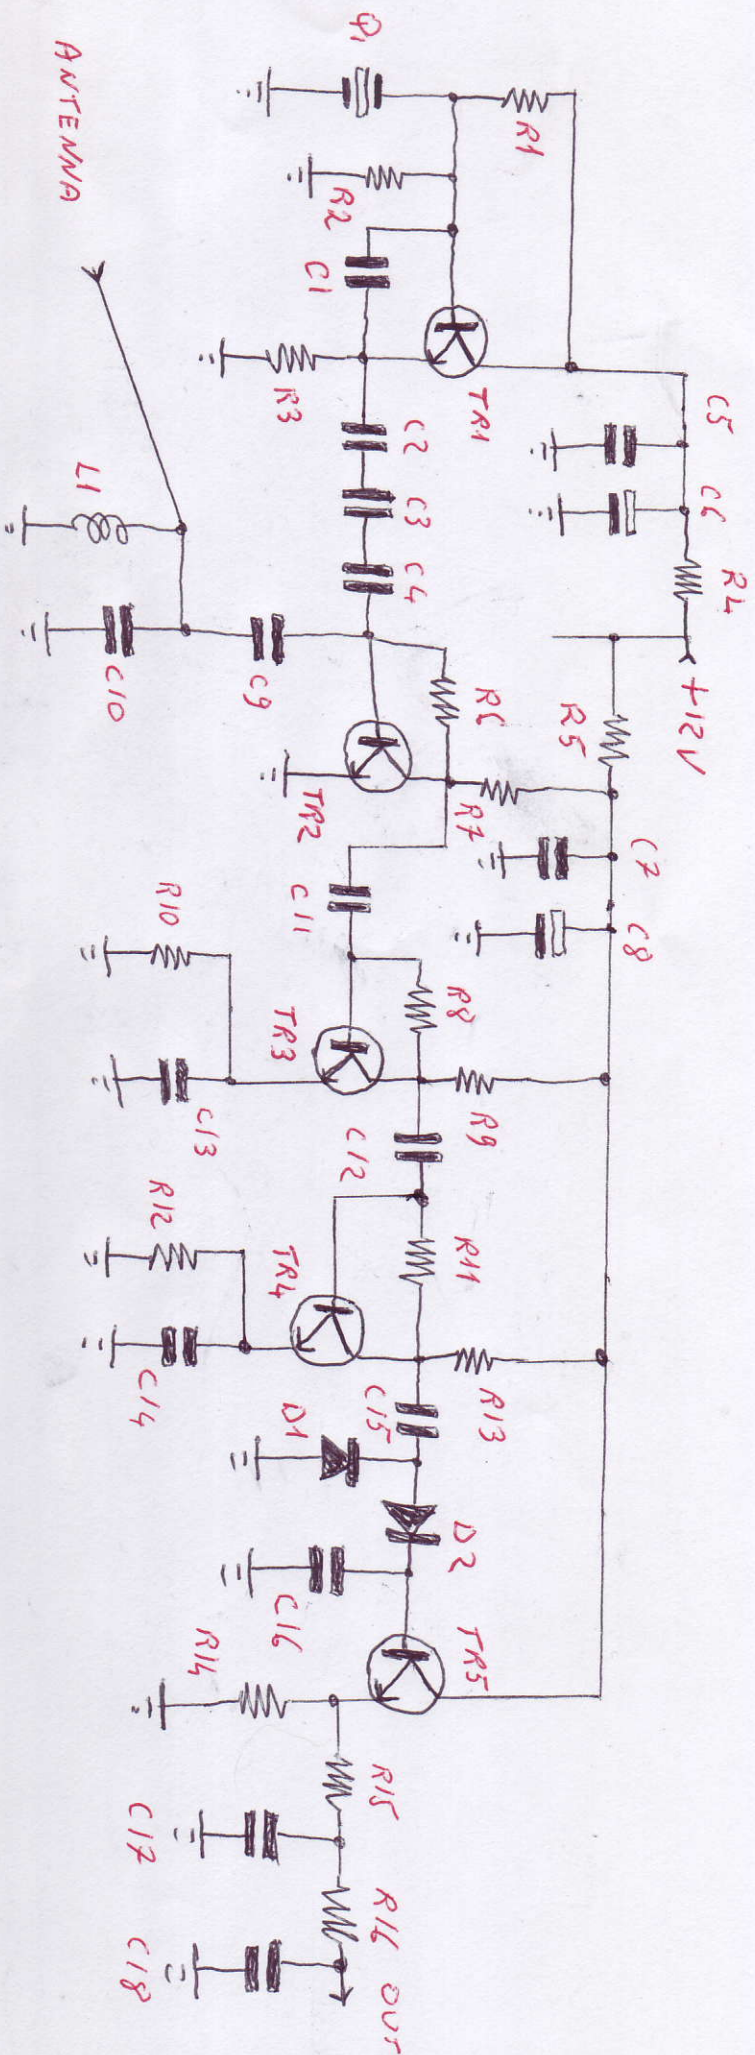 Φ1
R1
R2
C1
TR1
R3
C2
C3
C4
C5
C6
R4
+12V
ANTENNA
L1
C10
C9
R6
TR2
R7
R5
C7
C8
C11
R10
C13
TR3
R8
R9
C12
R12
C14
TR4
R11
R13
C15
D1
D2
C16
TR5
R14
R15
C17
R16
C18
OUT